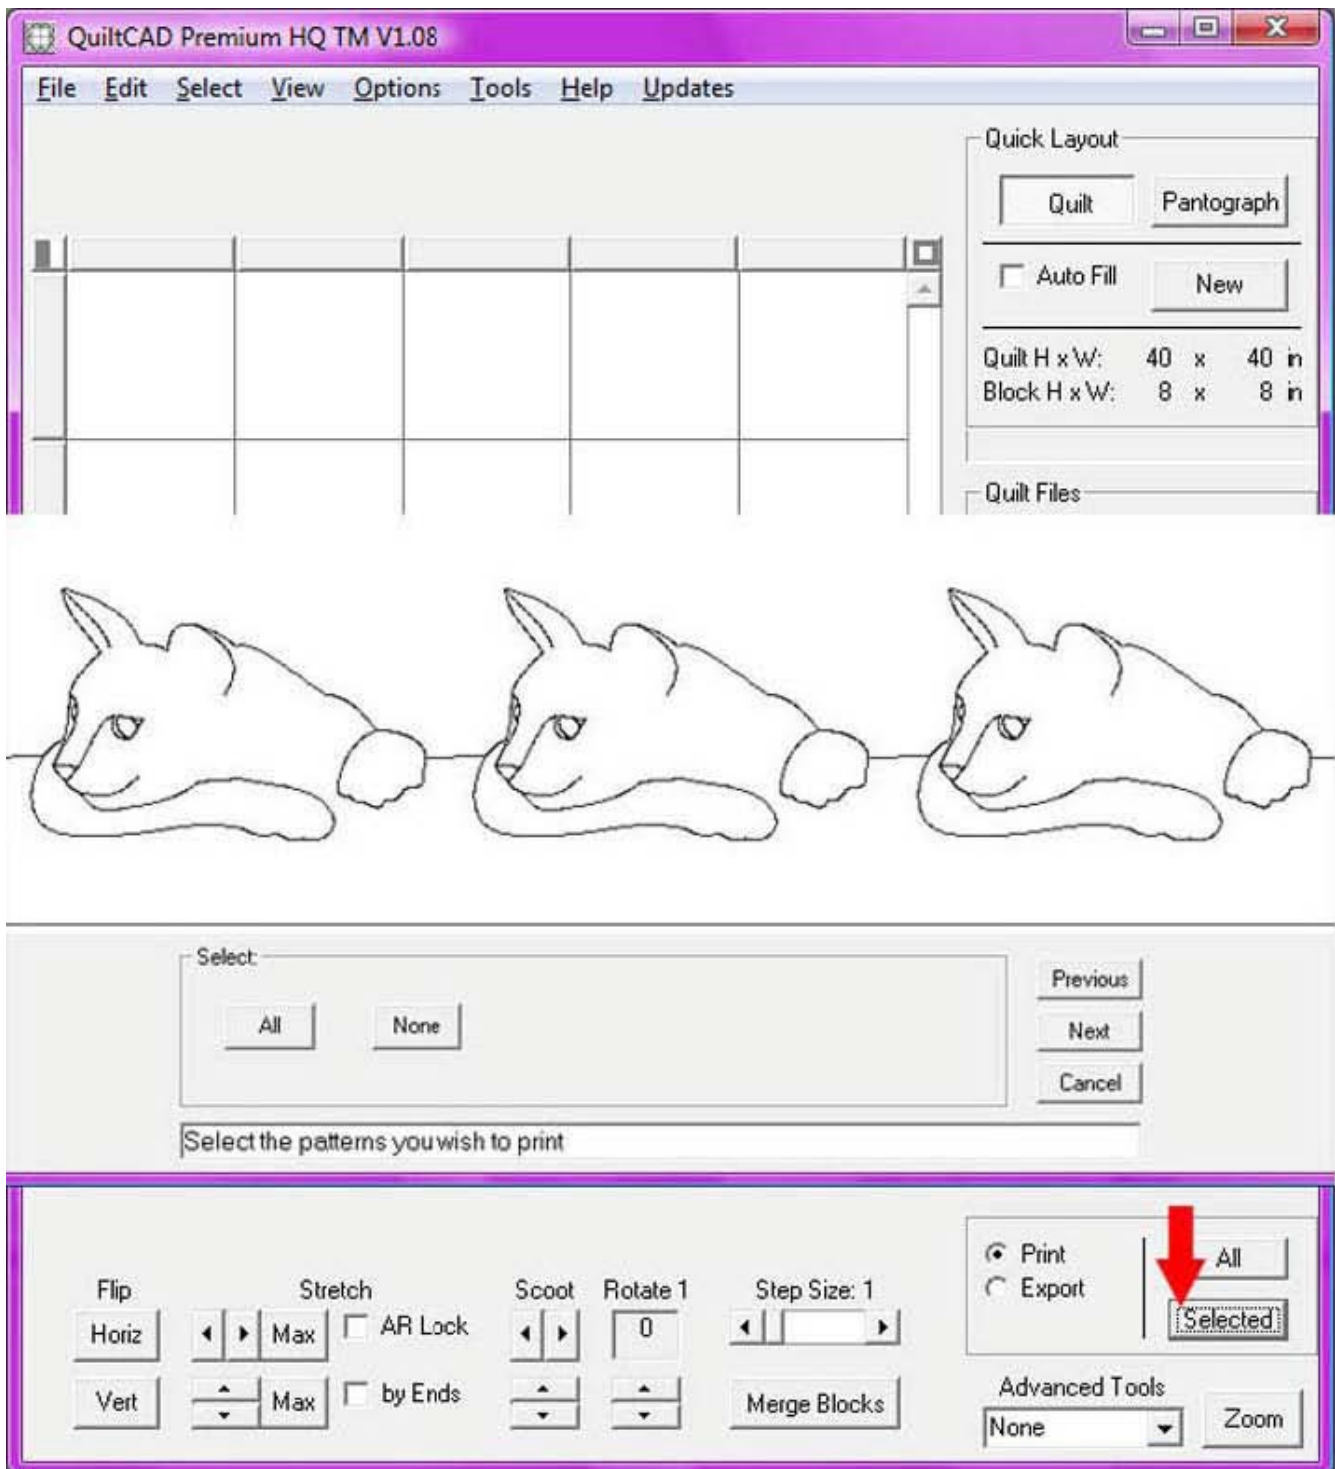 QuiltCAD Premium HQ TM V1.08
File Edit Select View Options Tools Help Updates
Quick Layout
Quilt Pantograph
Auto Fill New
Quilt H x W: 40 x 40 in
Block H x W: 8 x 8 in
Quilt Files
Select:
All None
Previous
Next
Cancel
Select the patterns you wish to print
Print All
Export
Selected
Flip Stretch Scoot Rotate 1 Step Size: 1
Horiz Max AR Lock 0
Vert Max by Ends Merge Blocks
Advanced Tools
None Zoom